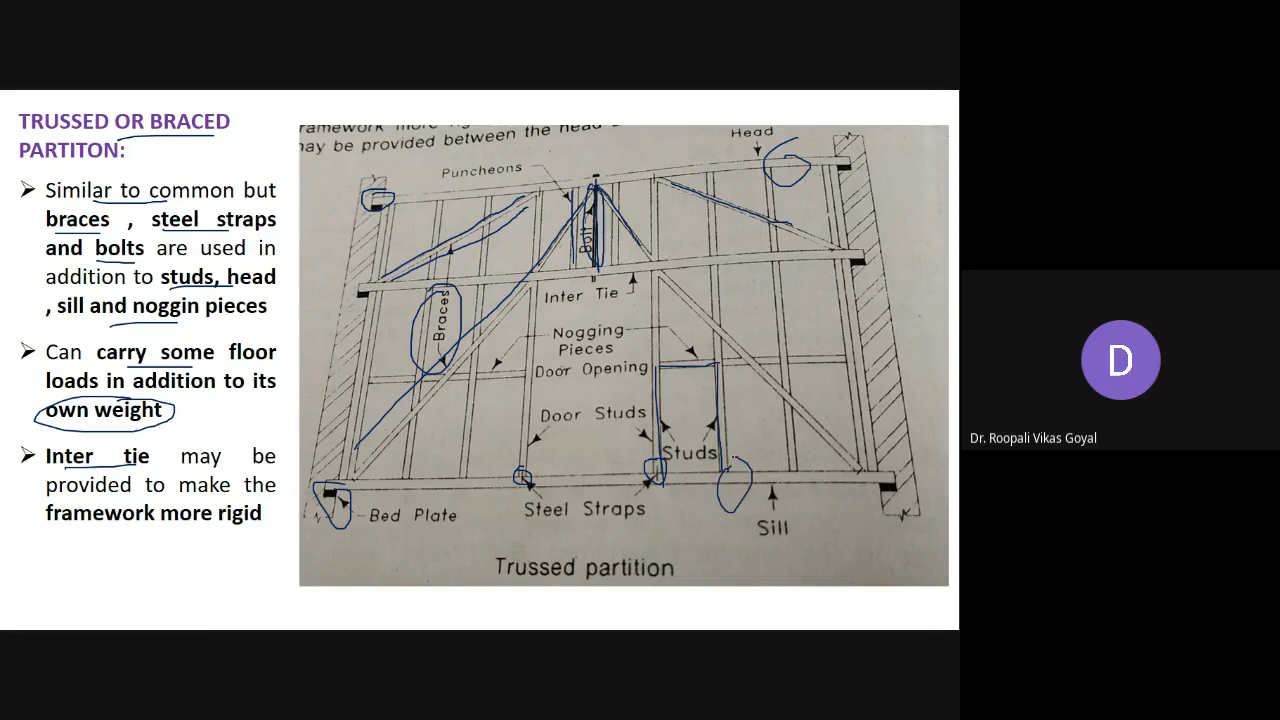 TRUSSED OR BRACED
PARTITON:
➢ Similar to common but
braces , steel straps
and bolts are used in
addition to studs, head
, sill and noggin pieces
➢ Can carry some floor
loads in addition to its
own weight
➢ Inter tie may be
provided to make the
framework more rigid
ramework more
may be provided between the head
Head
Puncheons
Bolt
Inter Tie
Braces
Nogging
Pieces
Door Opening
Door Studs
Studs
Bed Plate
Steel Straps
Sill
Trussed partition
D
Dr. Roopali Vikas Goyal